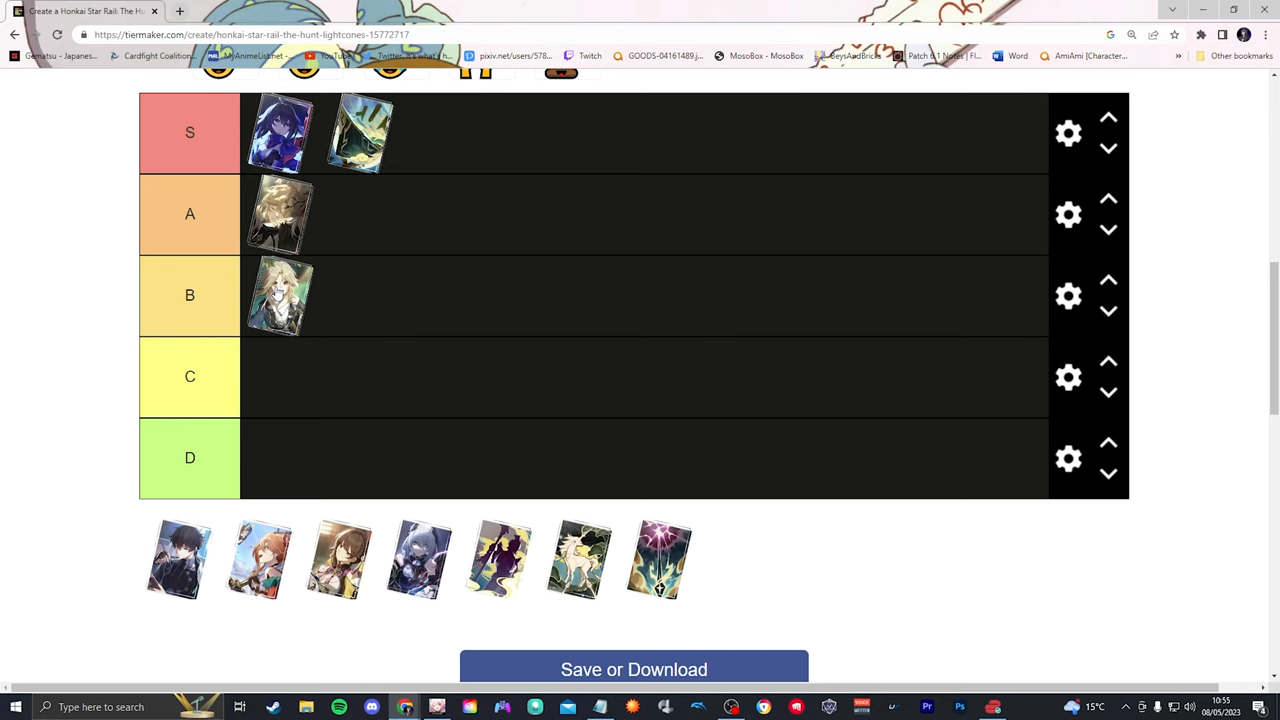 Create a Honkai Star Rail: The Hu
https://tiermaker.com/create/honkai-star-rail-the-hunt-lightcones-15772717
Gematsu - Japanes...
Cardfight Coalition...
MyAnimeList.net -...
YouTube
pixiv.net/users/578...
Twitch
GOODS-04161489.j...
MosoBox - MosoBox
GeysAndBricks
Patch 6.1 Notes | Fi...
Word
AmiAmi [Character...
»
Other bookmarks
S
A
B
C
D
Save or Download
Type here to search
15°C
10:55
08/05/2023